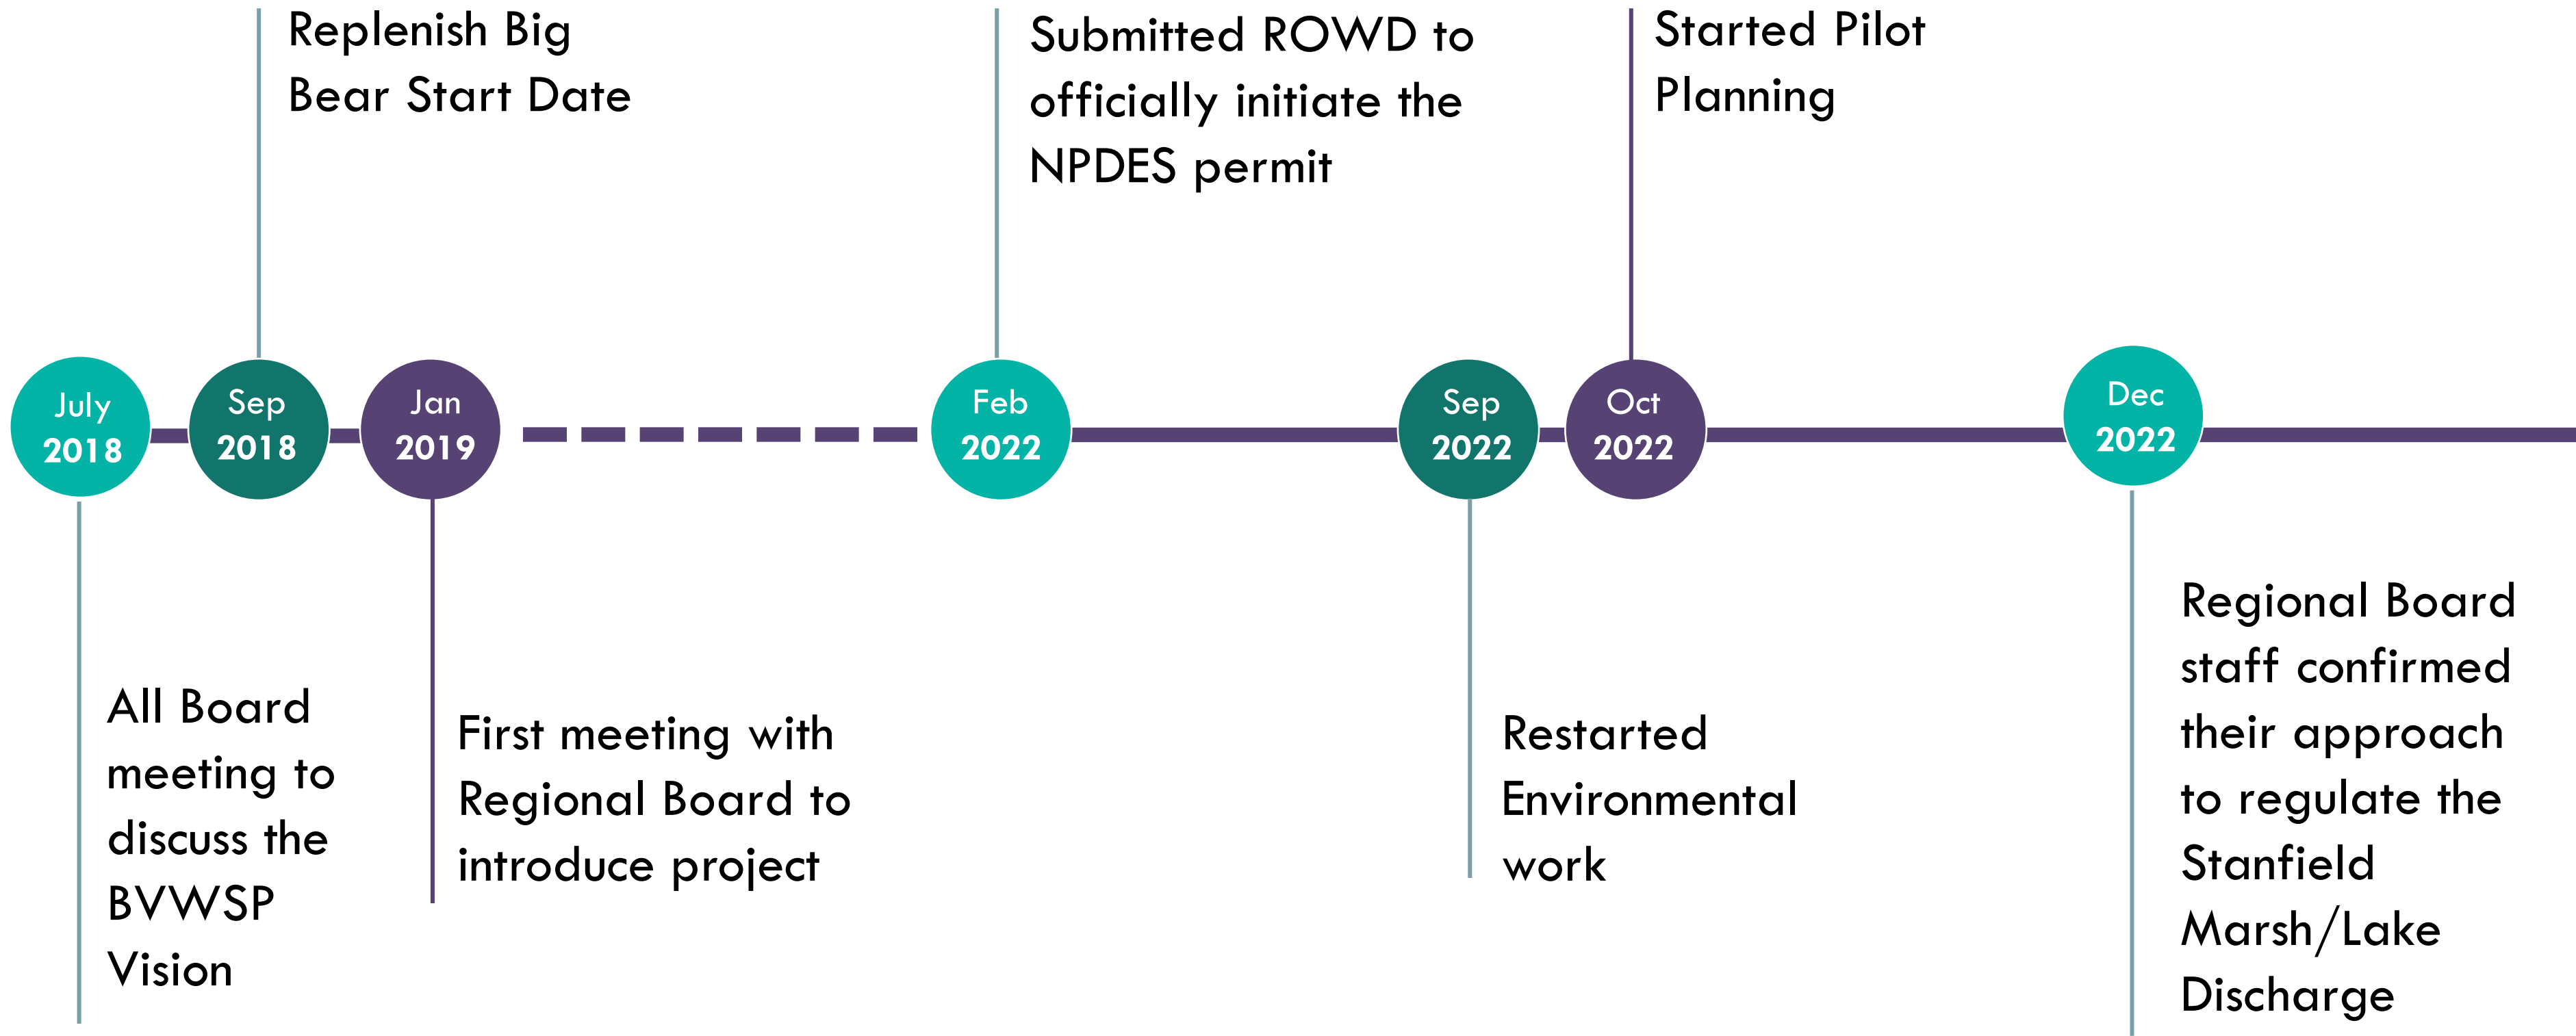 Replenish Big
Bear Start Date
Submitted ROWD to
officially initiate the
NPDES permit
Started Pilot
Planning
July
2018
Sep
2018
Jan
2019
Feb
2022
Sep
2022
Oct
2022
Dec
2022
All Board
meeting to
discuss the
BVWSP
Vision
First meeting with
Regional Board to
introduce project
Restarted
Environmental
work
Regional Board
staff confirmed
their approach
to regulate the
Stanfield
Marsh/Lake
Discharge